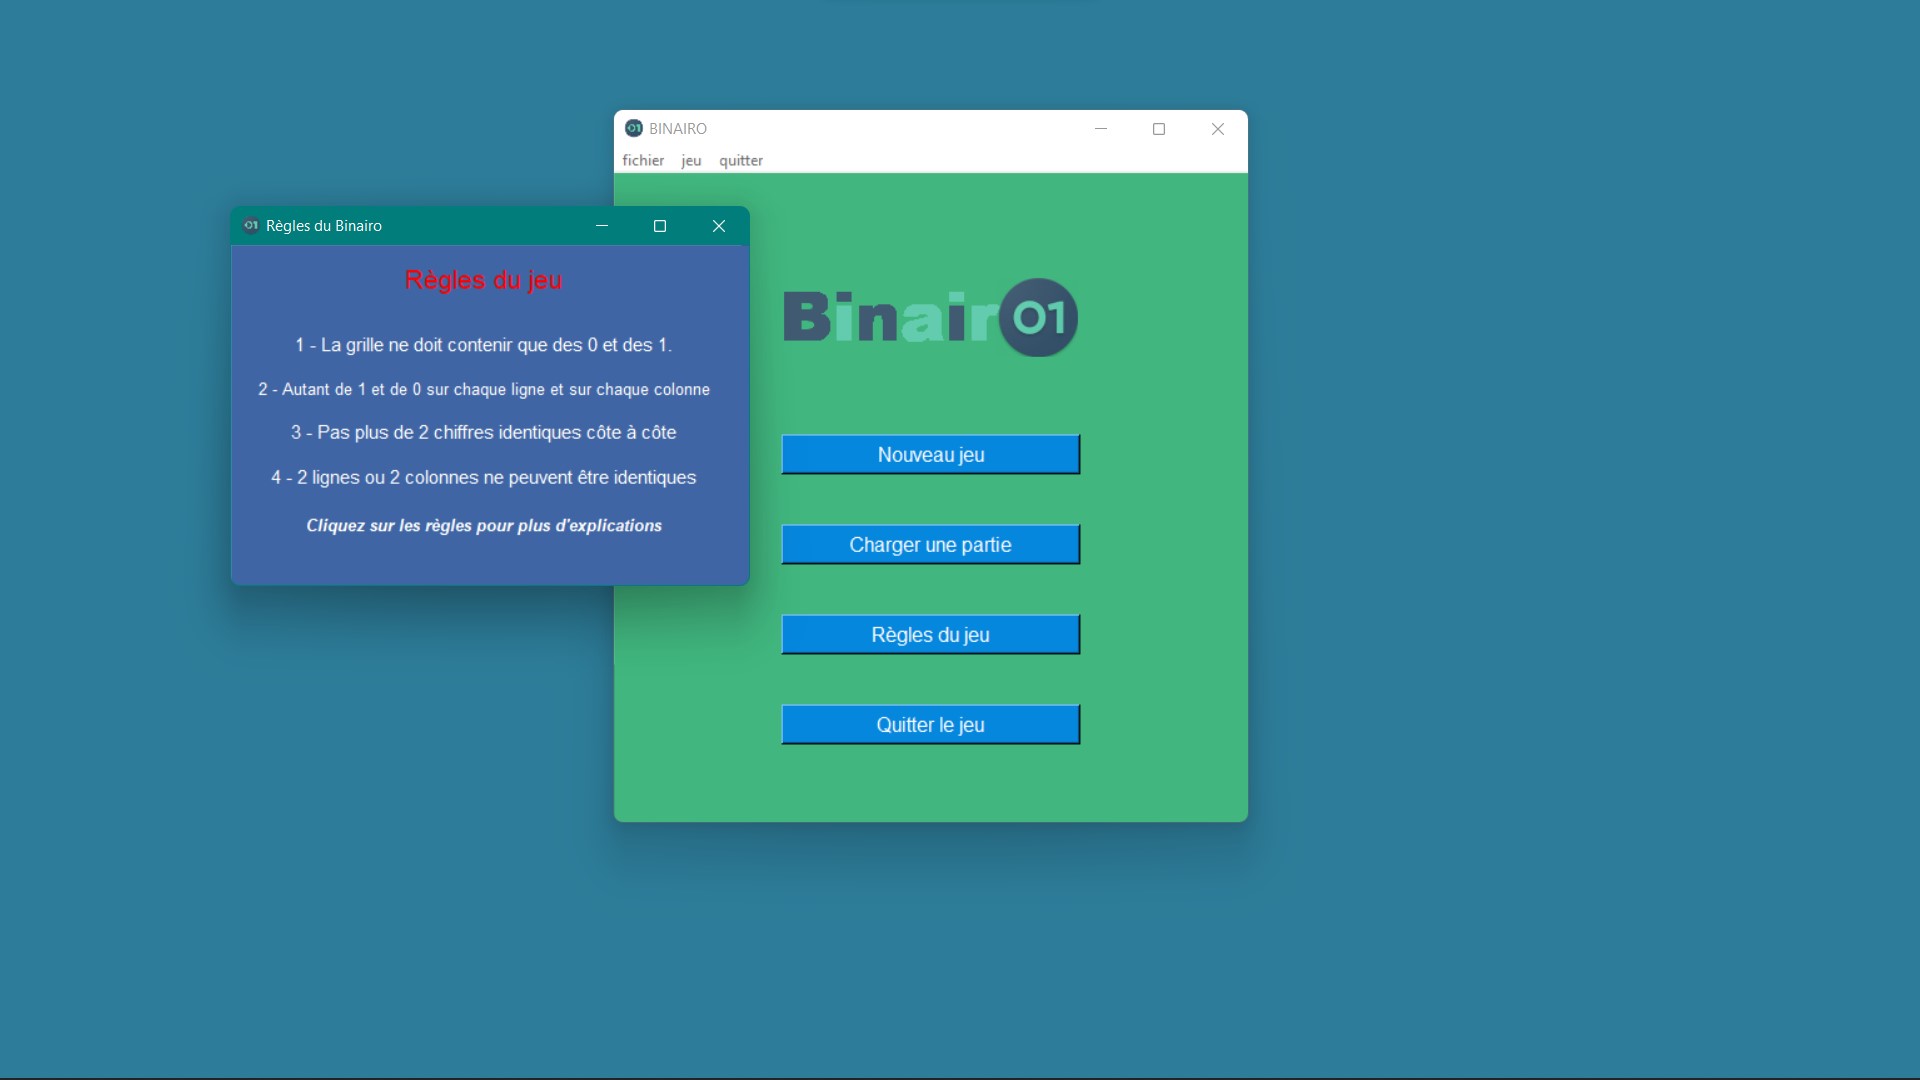 BINAIRO
fichier jeu quitter
Règles du Binairo
Règles du jeu
1 - La grille ne doit contenir que des 0 et des 1.
2 - Autant de 1 et de 0 sur chaque ligne et sur chaque colonne
3 - Pas plus de 2 chiffres identiques côte à côte
4 - 2 lignes ou 2 colonnes ne peuvent être identiques
Cliquez sur les règles pour plus d'explications
Binair01
Nouveau jeu
Charger une partie
Règles du jeu
Quitter le jeu